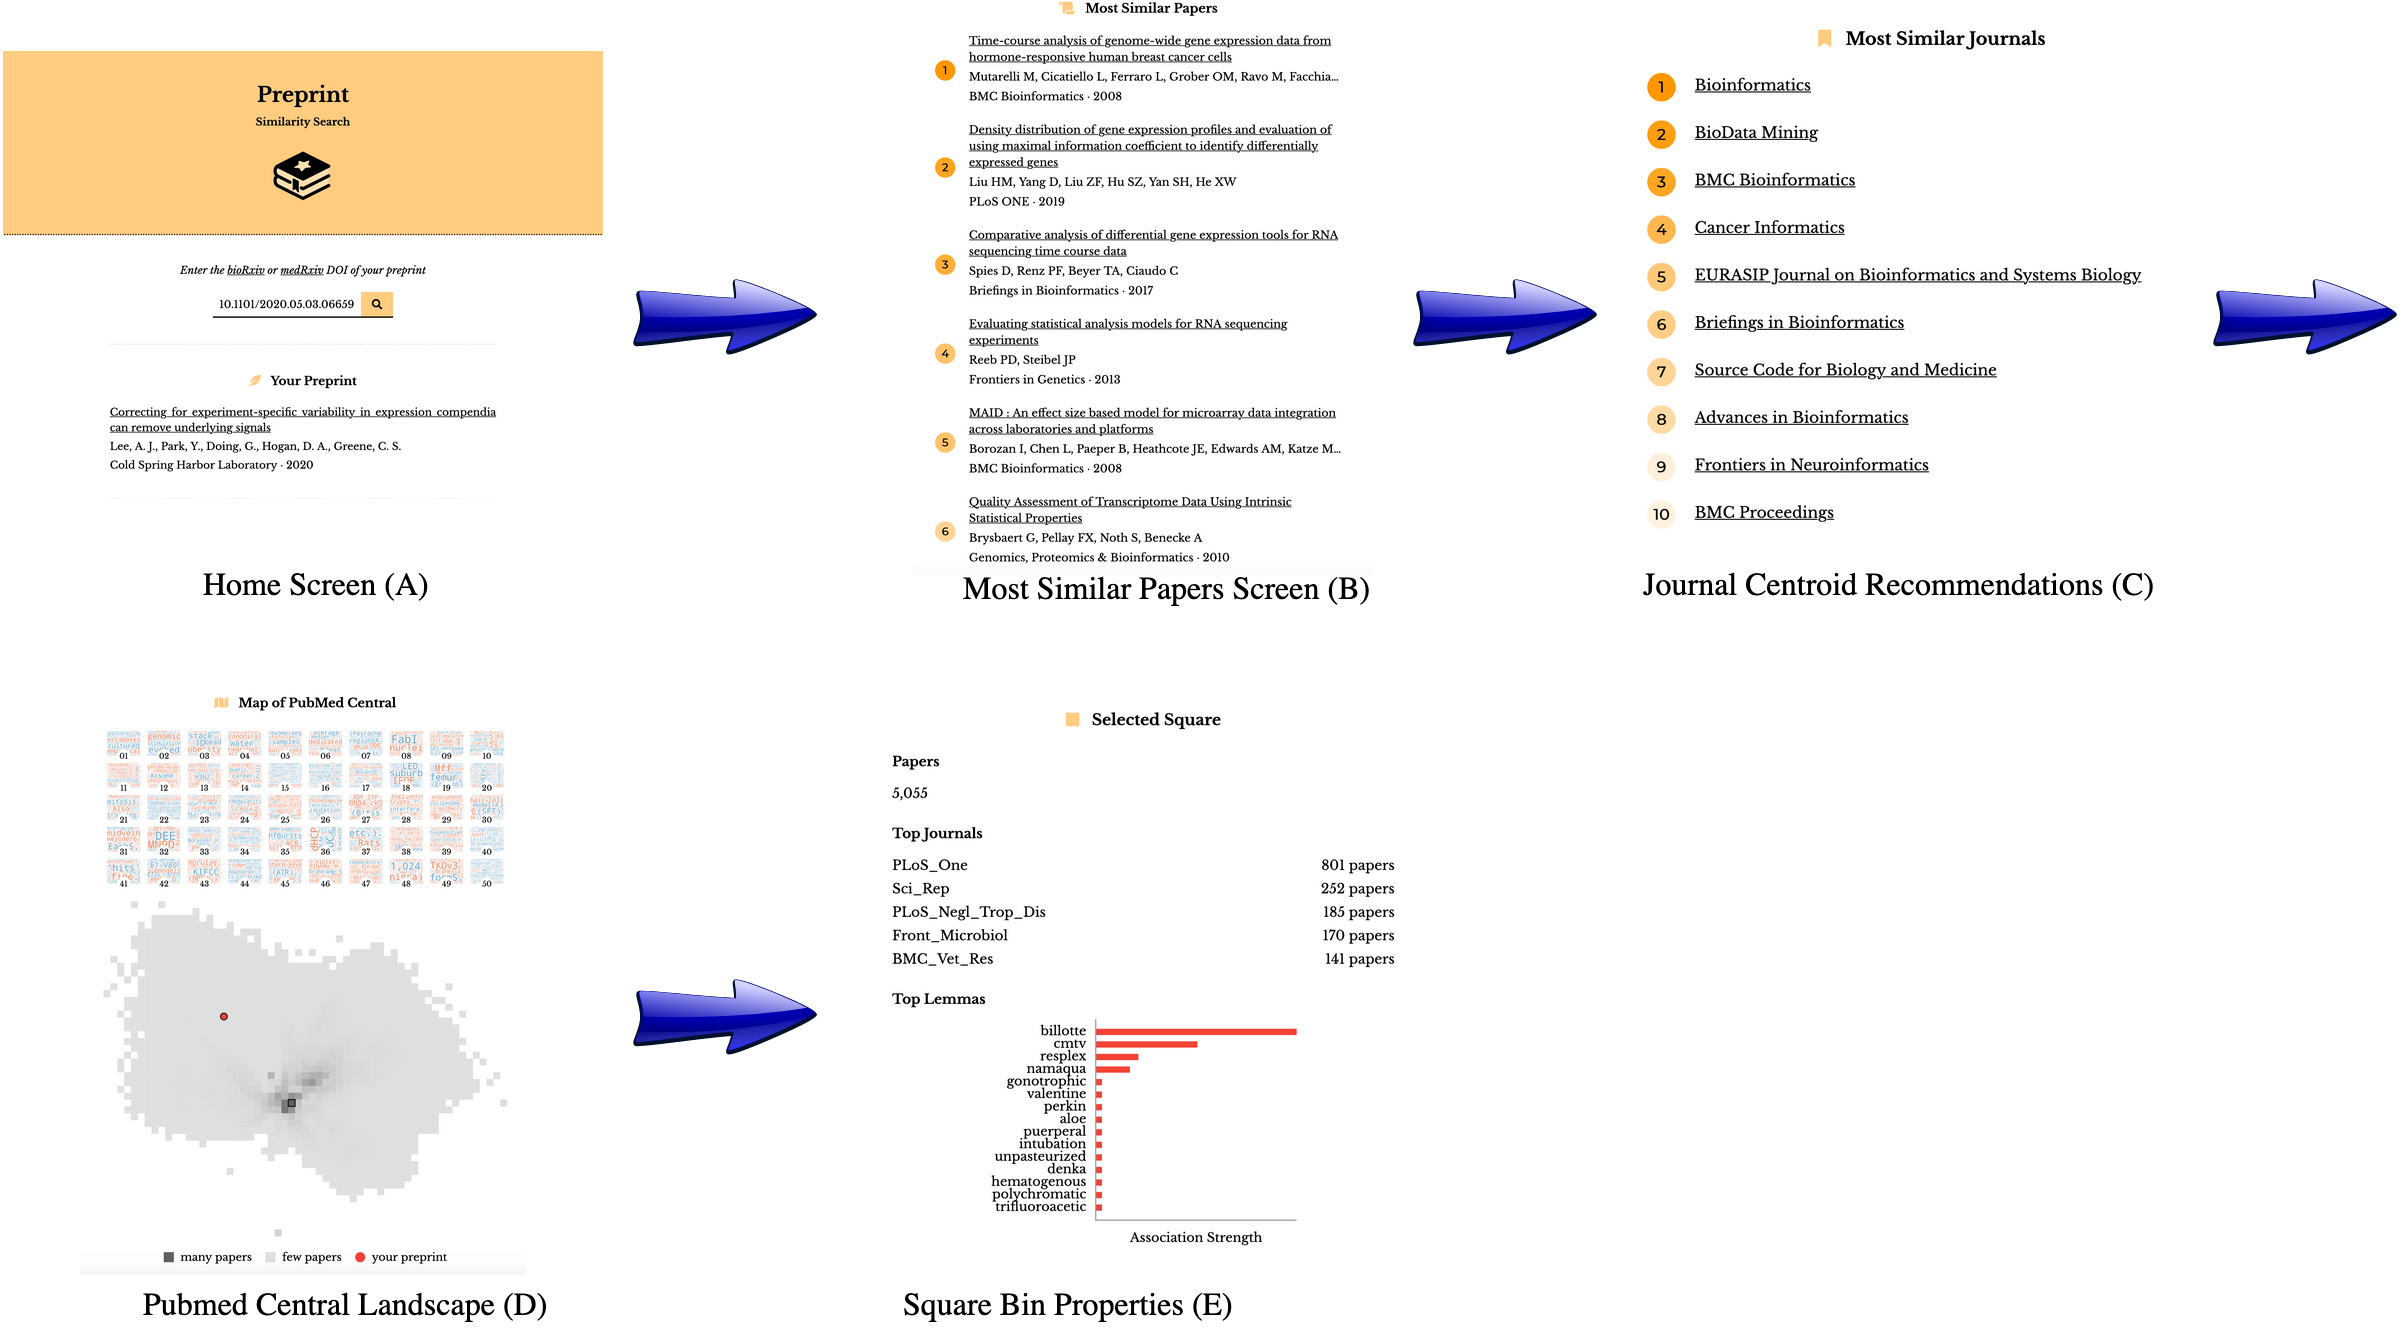 Preprint
Similarity Search
Enter the bioRxiv or medRxiv DOI of your preprint
10.1101/2020.05.03.06659
Your Preprint
Correcting for experiment-specific variability in expression compendia
can remove underlying signals
Lee, A. J., Park, Y., Doing, G., Hogan, D. A., Greene, C. S.
Cold Spring Harbor Laboratory · 2020
Home Screen (A)
Most Similar Papers
1
Time-course analysis of genome-wide gene expression data from
hormone-responsive human breast cancer cells
Mutarelli M, Cicatiello L, Ferraro L, Grober OM, Ravo M, Facchia...
BMC Bioinformatics · 2008
2
Density distribution of gene expression profiles and evaluation of
using maximal information coefficient to identify differentially
expressed genes
Liu HM, Yang D, Liu ZF, Hu SZ, Yan SH, He XW
PLoS ONE · 2019
3
Comparative analysis of differential gene expression tools for RNA
sequencing time course data
Spies D, Renz PF, Beyer TA, Ciaudo C
Briefings in Bioinformatics · 2017
4
Evaluating statistical analysis models for RNA sequencing
experiments
Reeb PD, Steibel JP
Frontiers in Genetics · 2013
5
MAID : An effect size based model for microarray data integration
across laboratories and platforms
Borozan I, Chen L, Paeper B, Heathcote JE, Edwards AM, Katze M...
BMC Bioinformatics · 2008
6
Quality Assessment of Transcriptome Data Using Intrinsic
Statistical Properties
Brysbaert G, Pellay FX, Noth S, Benecke A
Genomics, Proteomics & Bioinformatics · 2010
Most Similar Papers Screen (B)
Most Similar Journals
1 Bioinformatics
2 BioData Mining
3 BMC Bioinformatics
4 Cancer Informatics
5 EURASIP Journal on Bioinformatics and Systems Biology
6 Briefings in Bioinformatics
7 Source Code for Biology and Medicine
8 Advances in Bioinformatics
9 Frontiers in Neuroinformatics
10 BMC Proceedings
Journal Centroid Recommendations (C)
Map of PubMed Central
01 02 03 04 05 06 07 08 09 10
11 12 13 14 15 16 17 18 19 20
21 22 23 24 25 26 27 28 29 30
31 32 33 34 35 36 37 38 39 40
41 42 43 44 45 46 47 48 49 50
many papers few papers your preprint
Pubmed Central Landscape (D)
Selected Square
Papers
5,055
Top Journals
PLoS_One 801 papers
Sci_Rep 252 papers
PLoS_Negl_Trop_Dis 185 papers
Front_Microbiol 170 papers
BMC_Vet_Res 141 papers
Top Lemmas
billotte
cmtv
resplex
namaqua
gonotrophic
valentine
perkin
aloe
puerperal
intubation
unpasteurized
denka
hematogenous
polychromatic
trifluoroacetic
Association Strength
Square Bin Properties (E)